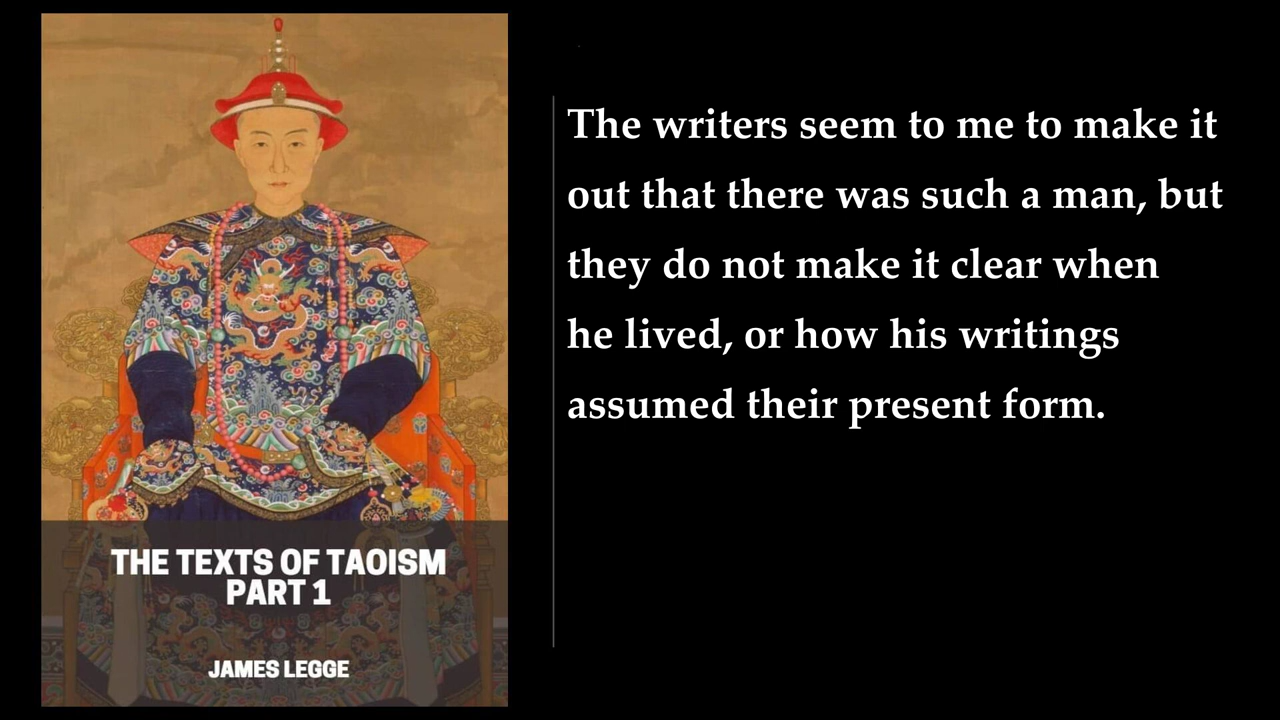 THE TEXTS OF TAOISM
PART 1
JAMES LEGGE
The writers seem to me to make it
out that there was such a man, but
they do not make it clear when
he lived, or how his writings
assumed their present form.